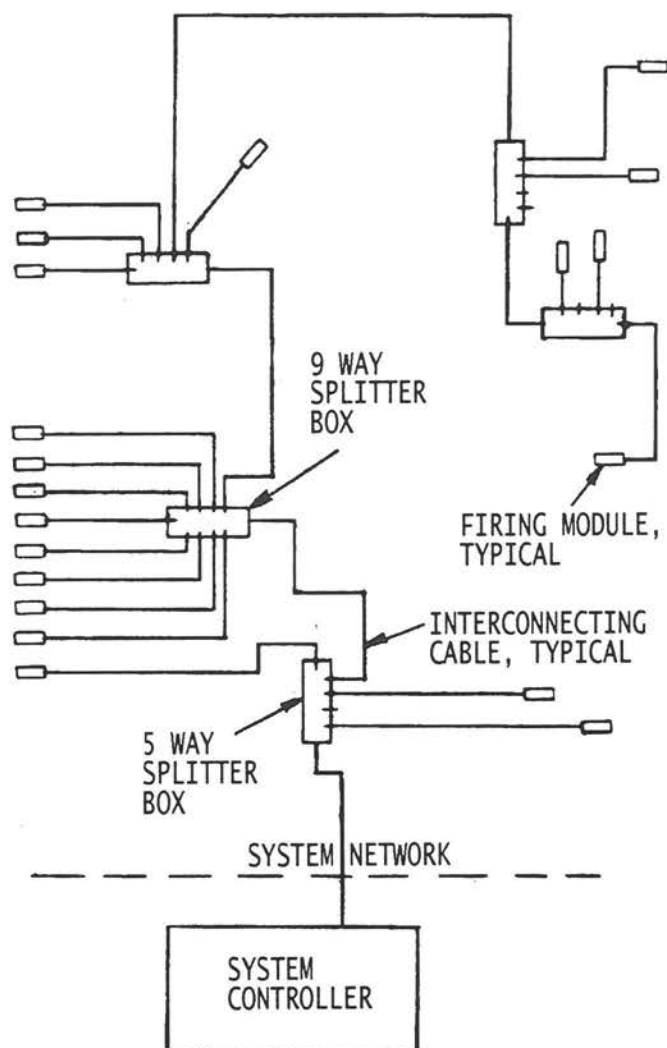 9 WAY
SPLITTER
BOX
FIRING MODULE,
TYPICAL
INTERCONNECTING
CABLE, TYPICAL
5 WAY
SPLITTER
BOX
SYSTEM NETWORK
SYSTEM
CONTROLLER